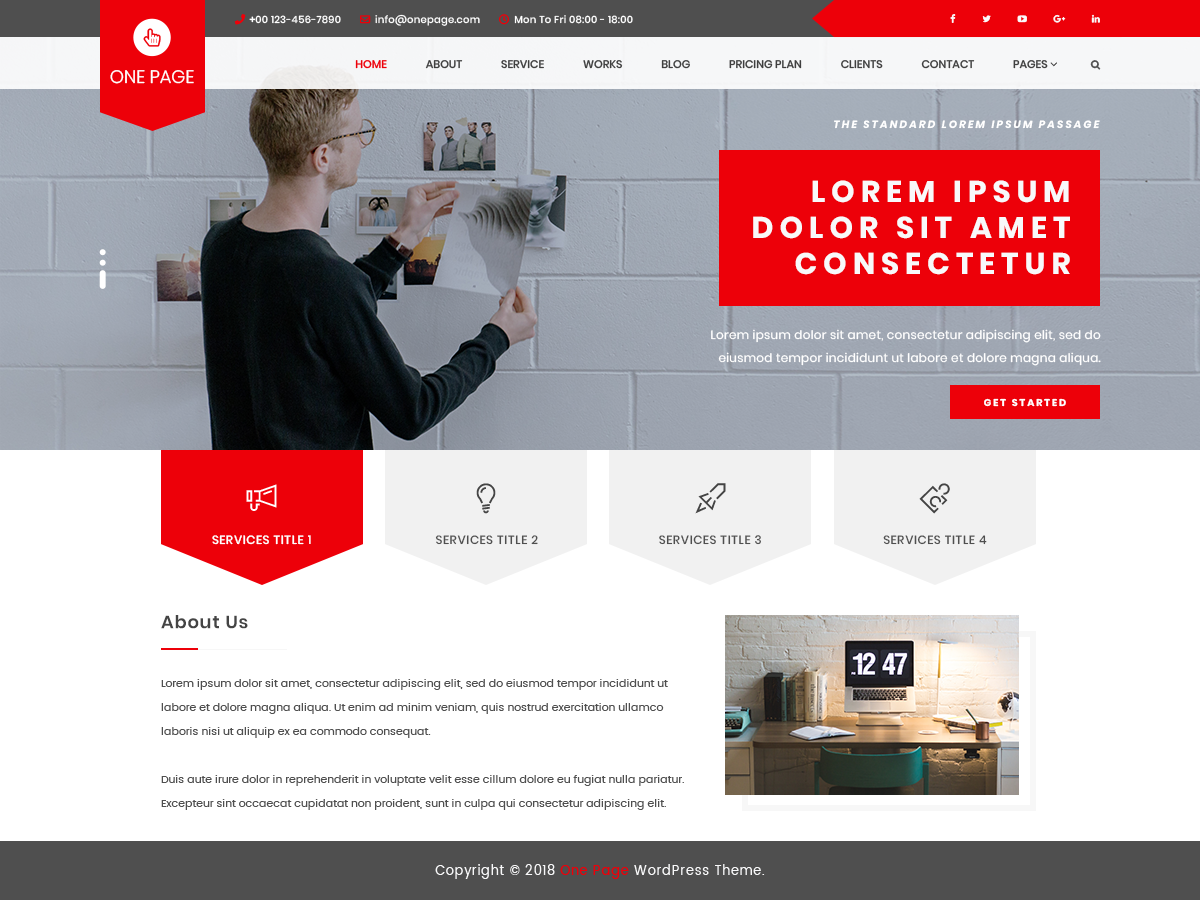 +00 123-456-7890 info@onepage.com Mon To Fri 08:00 - 18:00
ONE PAGE
HOME ABOUT SERVICE WORKS BLOG PRICING PLAN CLIENTS CONTACT PAGES
THE STANDARD LOREM IPSUM PASSAGE
LOREM IPSUM
DOLOR SIT AMET
CONSECTETUR
Lorem ipsum dolor sit amet, consectetur adipiscing elit, sed do
eiusmod tempor incididunt ut labore et dolore magna aliqua.
GET STARTED
SERVICES TITLE 1 SERVICES TITLE 2 SERVICES TITLE 3 SERVICES TITLE 4
About Us
Lorem ipsum dolor sit amet, consectetur adipiscing elit, sed do eiusmod tempor incididunt ut
labore et dolore magna aliqua. Ut enim ad minim veniam, quis nostrud exercitation ullamco
laboris nisi ut aliquip ex ea commodo consequat.
12 47
Duis aute irure dolor in reprehenderit in voluptate velit esse cillum dolore eu fugiat nulla pariatur.
Excepteur sint occaecat cupidatat non proident, sunt in culpa qui consectetur adipiscing elit.
Copyright © 2018 One Page WordPress Theme.